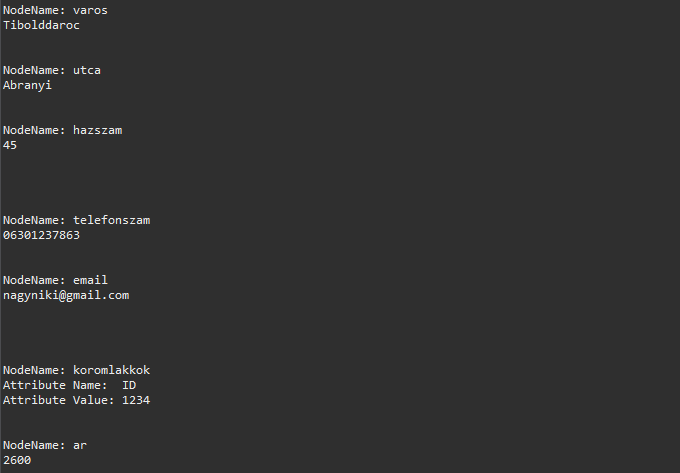 NodeName: varos
Tibolddaroc
NodeName: utca
Abranyi
NodeName: hazszam
45
NodeName: telefonszam
06301237863
NodeName: email
nagyniki@gmail.com
NodeName: koromlakkok
Attribute Name:  ID
Attribute Value: 1234
NodeName: ar
2600